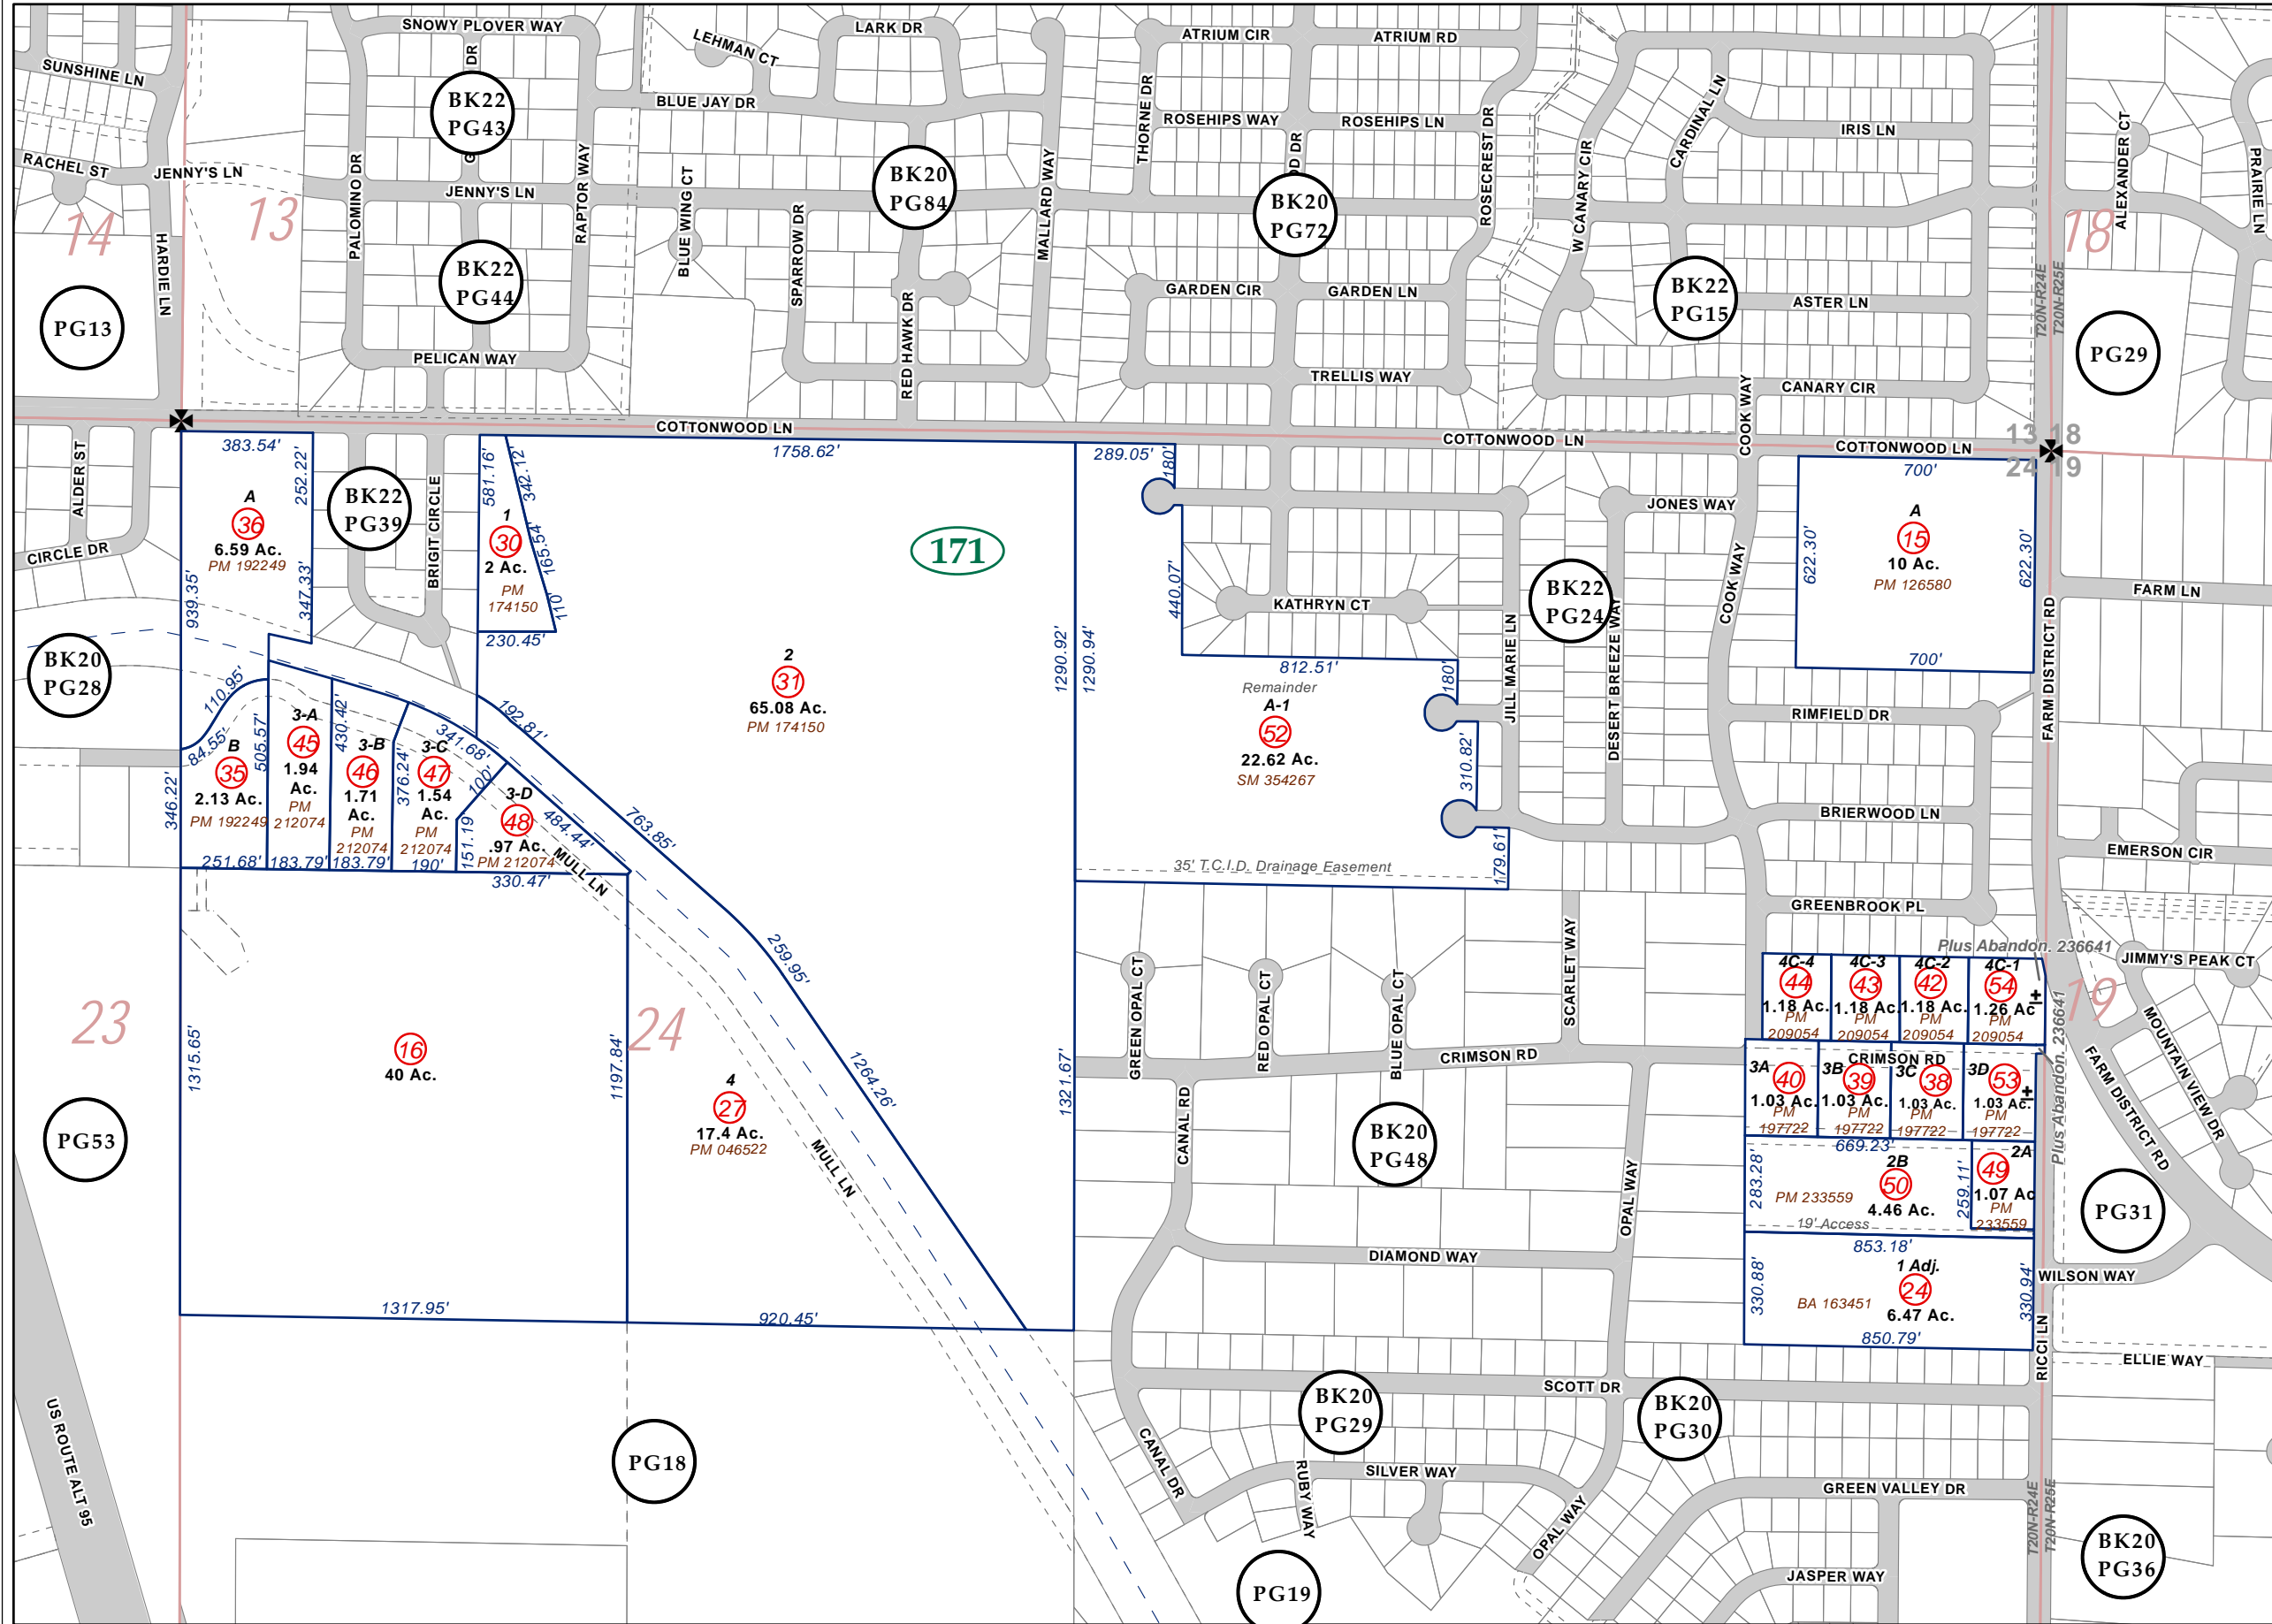 SNOWY PLOVER WAY
LEHMAN CT
LARK DR
ATRIUM CIR
ATRIUM RD
SUNSHINE LN
DR
BK22
PG43
G
BLUE JAY DR
THORNE DR
ROSEHIPS WAY
ROSEHIPS LN
ROSECREST DR
CARDINAL LN
IRIS LN
ALEXANDER CT
PRAIRIE LN
RACHEL ST
JENNY'S LN
PALOMINO DR
JENNY'S LN
RAPTOR WAY
BLUE WING CT
BK20
PG84
MALLARD WAY
OD DR
BK20
PG72
W CANARY CIR
14
13
18
HARDIE LN
BK22
PG44
SPARROW DR
RED HAWK DR
GARDEN CIR
GARDEN LN
BK22
PG15
ASTER LN
T20N-R24E
T20N-R25E
PG13
PELICAN WAY
TRELLIS WAY
CANARY CIR
COOK WAY
PG29
COTTONWOOD LN
COTTONWOOD LN
COTTONWOOD LN
13 18
24 19
ALDER ST
383.54'
252.22'
A
36
6.59 Ac.
PM 192249
939.35'
347.33'
BK22
PG39
BRIGIT CIRCLE
581.16'
342.12'
1
30
2 Ac.
PM
174150
165.54'
110'
230.45'
1758.62'
171
289.05'
180'
440.07'
JONES WAY
COOK WAY
700'
A
15
10 Ac.
PM 126580
622.30'
622.30'
700'
CIRCLE DR
KATHRYN CT
BK22
PG24
JILL MARIE LN
DESERT BREEZE WAY
FARM DISTRICT RD
FARM LN
BK20
PG28
2
31
65.08 Ac.
PM 174150
1290.92'
1290.94'
812.51'
180'
Remainder
A-1
52
22.62 Ac.
SM 354267
310.82'
179.61'
35' T.C.I.D. Drainage Easement
RIMFIELD DR
110.95'
84.55'
B
35
2.13 Ac.
PM 192249
346.22'
251.68'
505.57'
3-A
45
1.94
Ac.
PM
212074
183.79'
430.42'
3-B
46
1.71
Ac.
PM
212074
183.79'
376.24'
3-C
47
1.54
Ac.
PM
212074
190'
341.68'
100'
151.19
3-D
48
.97 Ac.
PM 212074
484.44'
330.47'
MULL LN
192.81'
763.85'
259.95'
1264.26'
BRIERWOOD LN
EMERSON CIR
GREENBROOK PL
SCARLET WAY
Plus Abandon. 236641
JIMMY'S PEAK CT
23
24
19
16
40 Ac.
1315.65'
1197.84'
1317.95'
4
27
17.4 Ac.
PM 046522
920.45'
MULL LN
1321.67'
GREEN OPAL CT
RED OPAL CT
BLUE OPAL CT
CRIMSON RD
4C-4
44
1.18 Ac.
PM
209054
4C-3
43
1.18 Ac.
PM
209054
4C-2
42
1.18 Ac.
PM
209054
4C-1
54
1.26 Ac
±
PM
209054
Plus Abandon. 236641
CRIMSON RD
3A
40
1.03 Ac.
PM
197722
3B
39
1.03 Ac.
PM
197722
3C
38
1.03 Ac.
PM
197722
3D
53
1.03 Ac.
±
PM
197722
MOUNTAIN VIEW DR
FARM DISTRICT RD
PG53
CANAL RD
BK20
PG48
OPAL WAY
669.23'
283.28'
2B
50
4.46 Ac.
PM 233559
19' Access
259.11'
2A
49
1.07 Ac
PM
233559
PG31
DIAMOND WAY
853.18'
330.88'
1 Adj.
24
6.47 Ac.
BA 163451
330.94'
850.79'
WILSON WAY
RICCI LN
ELLIE WAY
US ROUTE ALT 95
PG18
CANAL DR
BK20
PG29
SCOTT DR
BK20
PG30
RUBY WAY
SILVER WAY
OPAL WAY
GREEN VALLEY DR
T20N-R24E
T20N-R25E
PG19
JASPER WAY
BK20
PG36